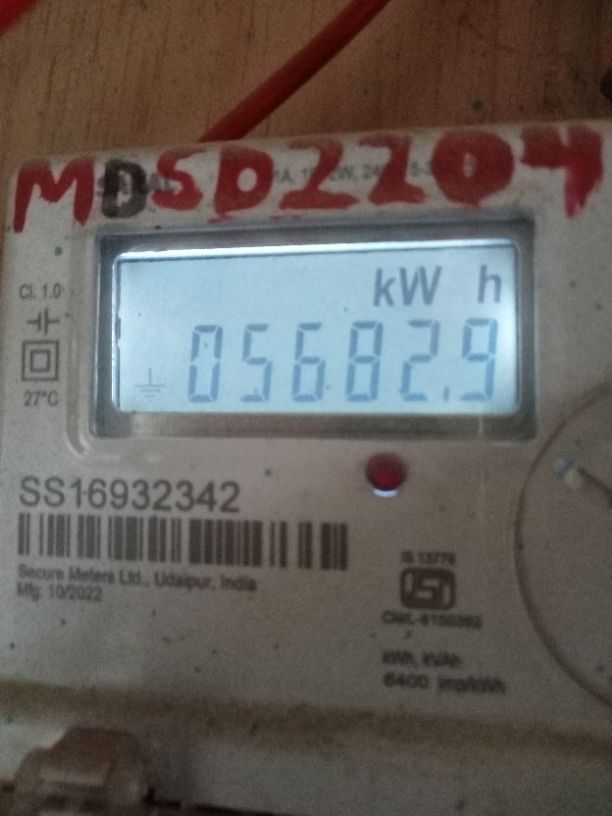 MDSD2204
Cl. 1.0
kW h
05682.9
27°C
SS16932342
Secure Meters Ltd., Udaipur, India
Mfg: 10/2022
IS 13779
kWh, kVAh
6400 imp/kWh